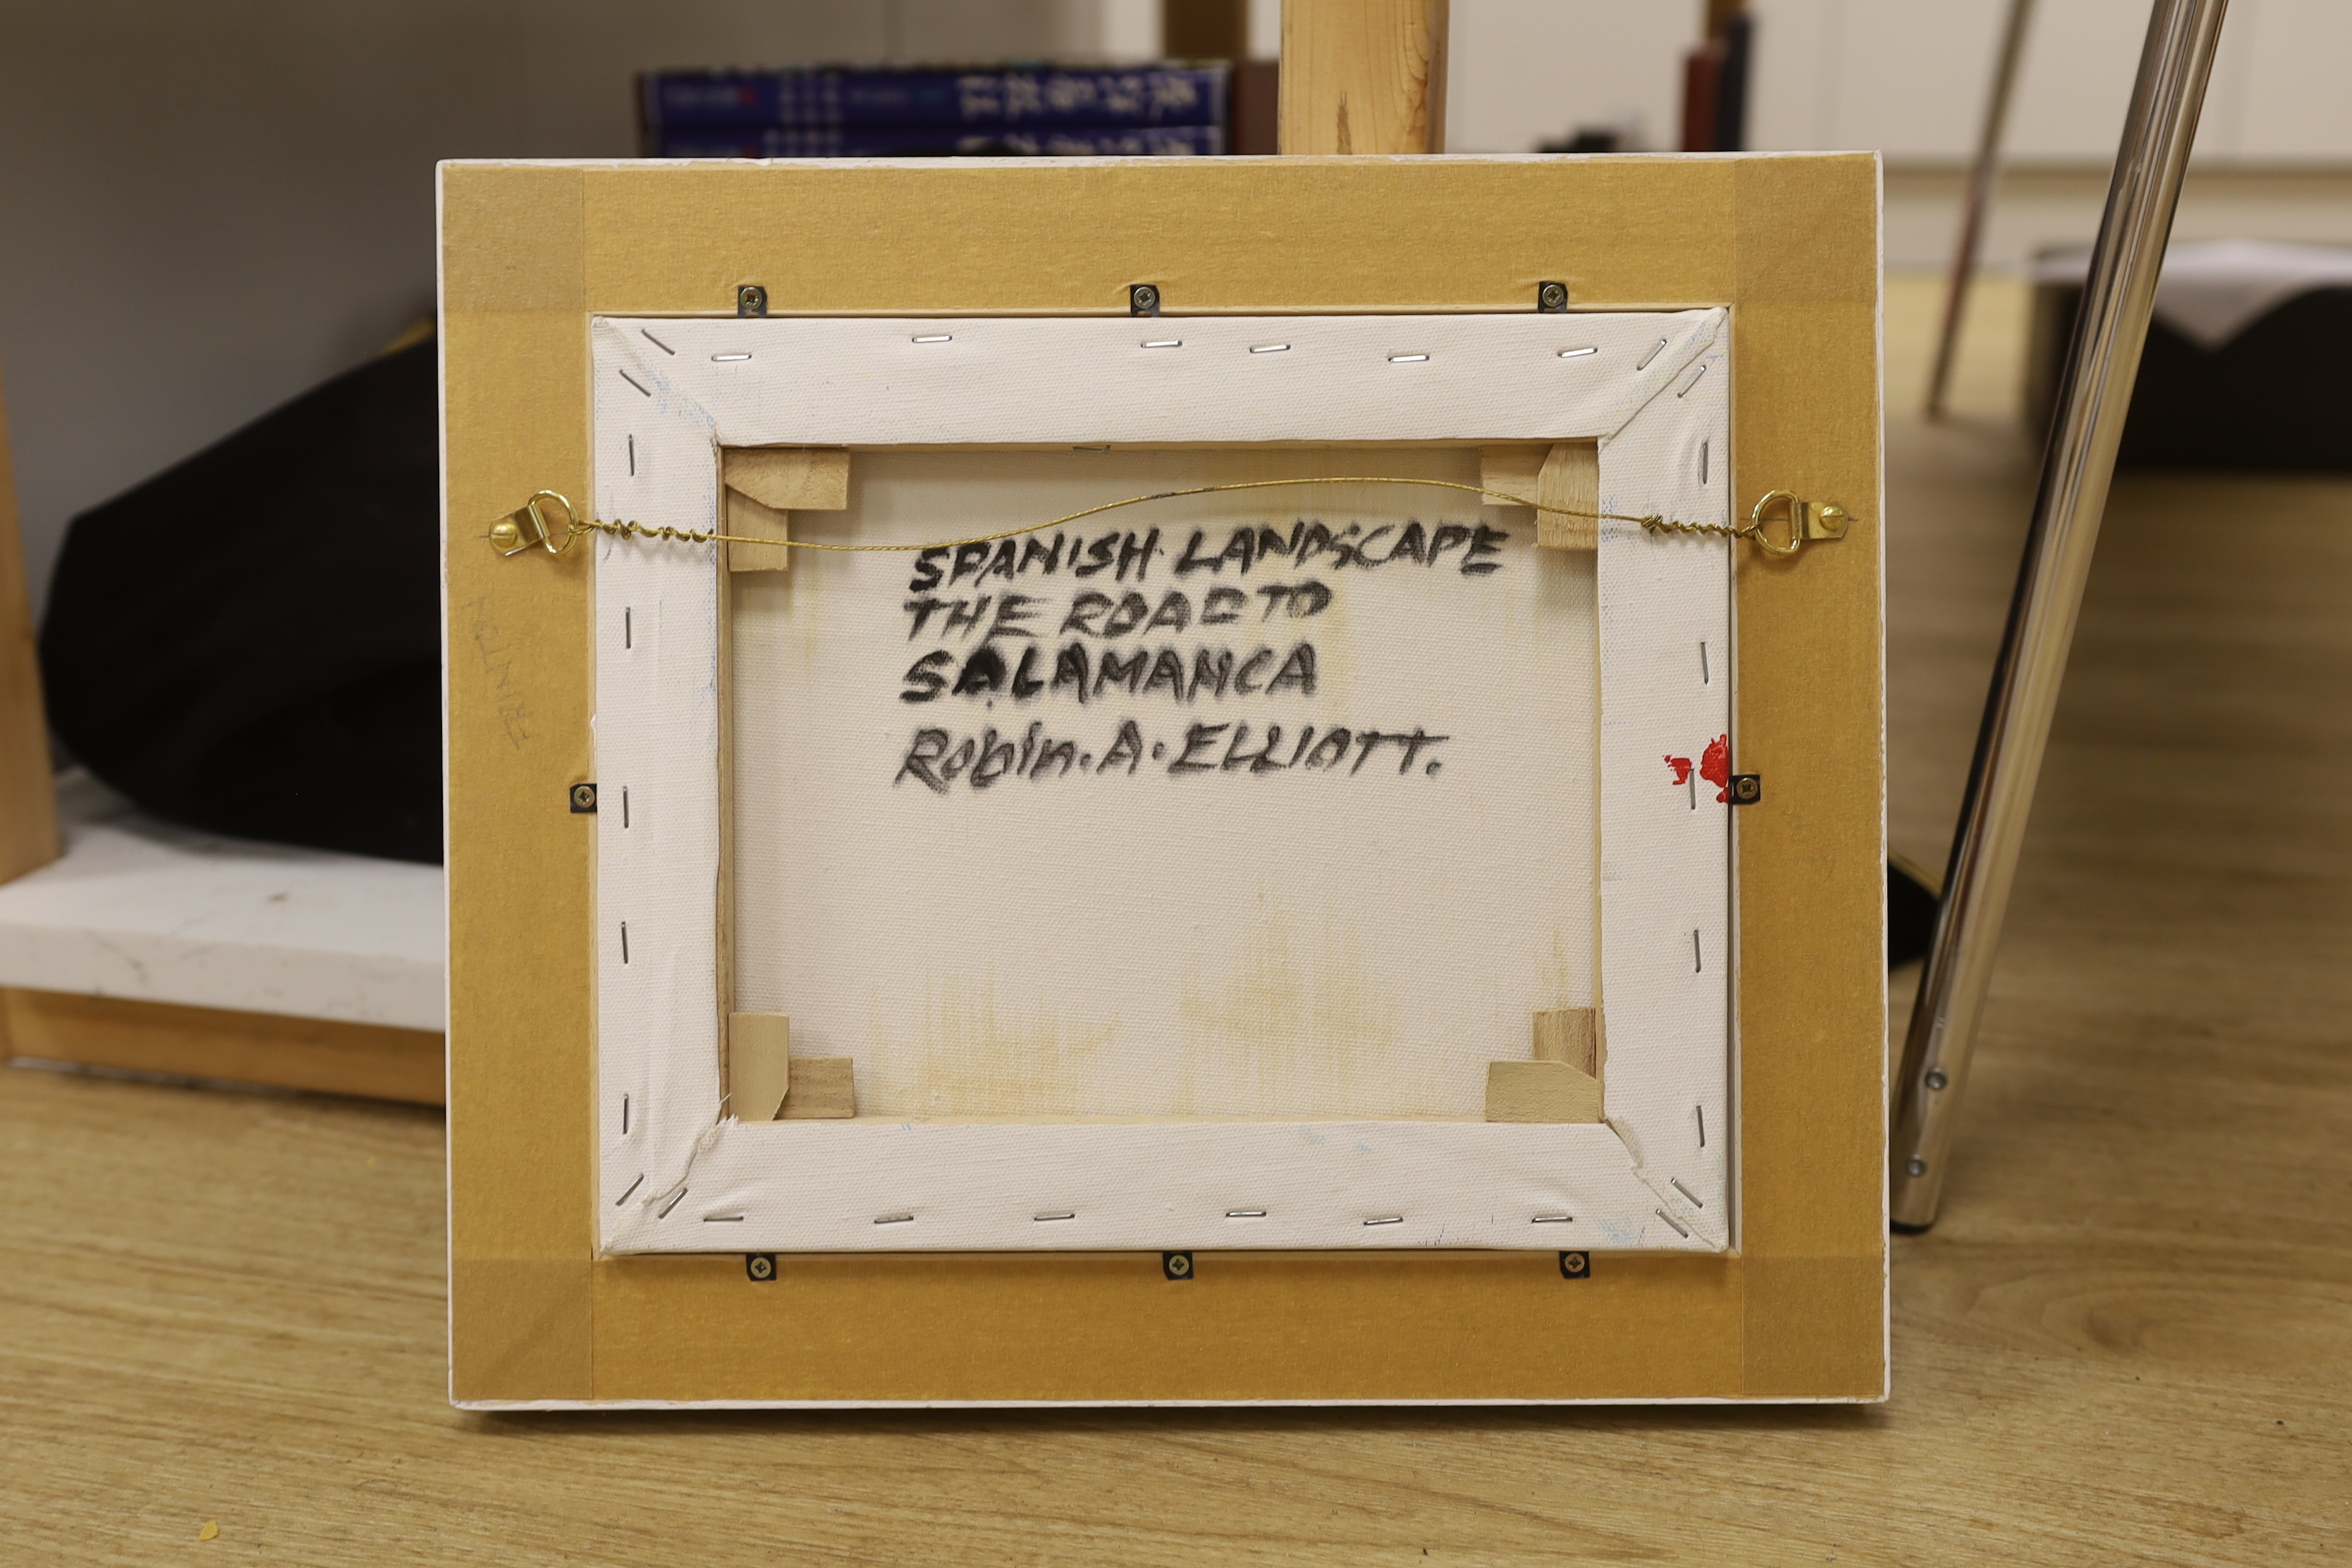 SPANISH LANDSCAPE
THE ROAD TO
SALAMANCA
Robin. A. ELLIOTT.